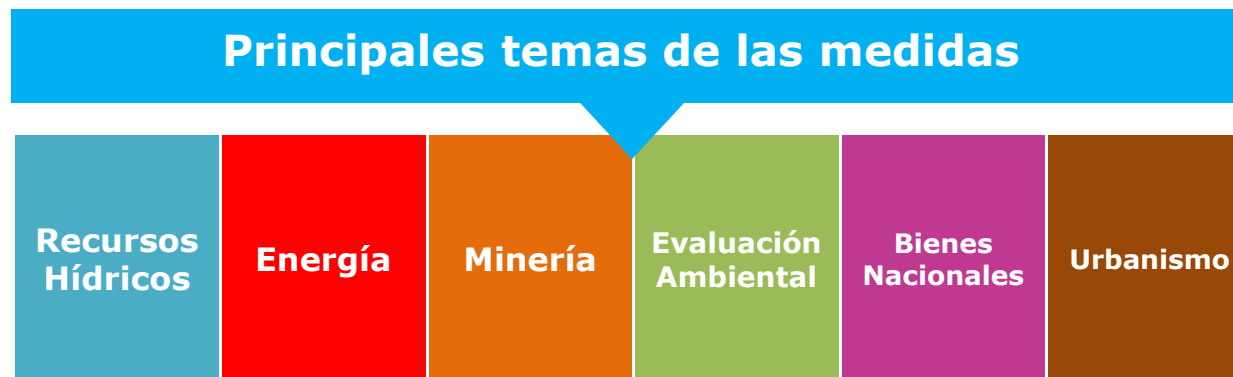 Principales temas de las medidas
Recursos
Hídricos
Energía
Minería
Evaluación
Ambiental
Bienes
Nacionales
Urbanismo